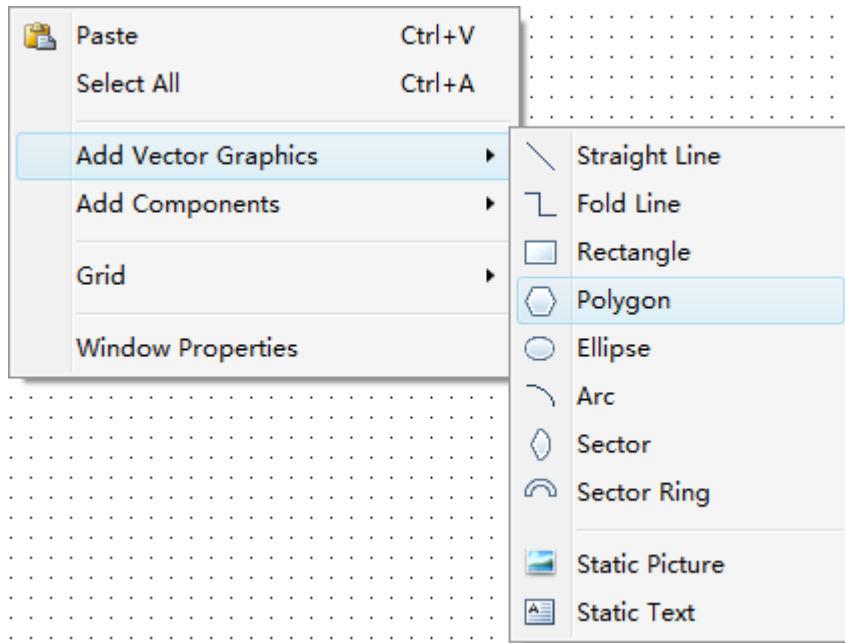 Paste Ctrl+V
Select All Ctrl+A
Add Vector Graphics
Add Components
Grid
Window Properties
Straight Line
Fold Line
Rectangle
Polygon
Ellipse
Arc
Sector
Sector Ring
Static Picture
Static Text